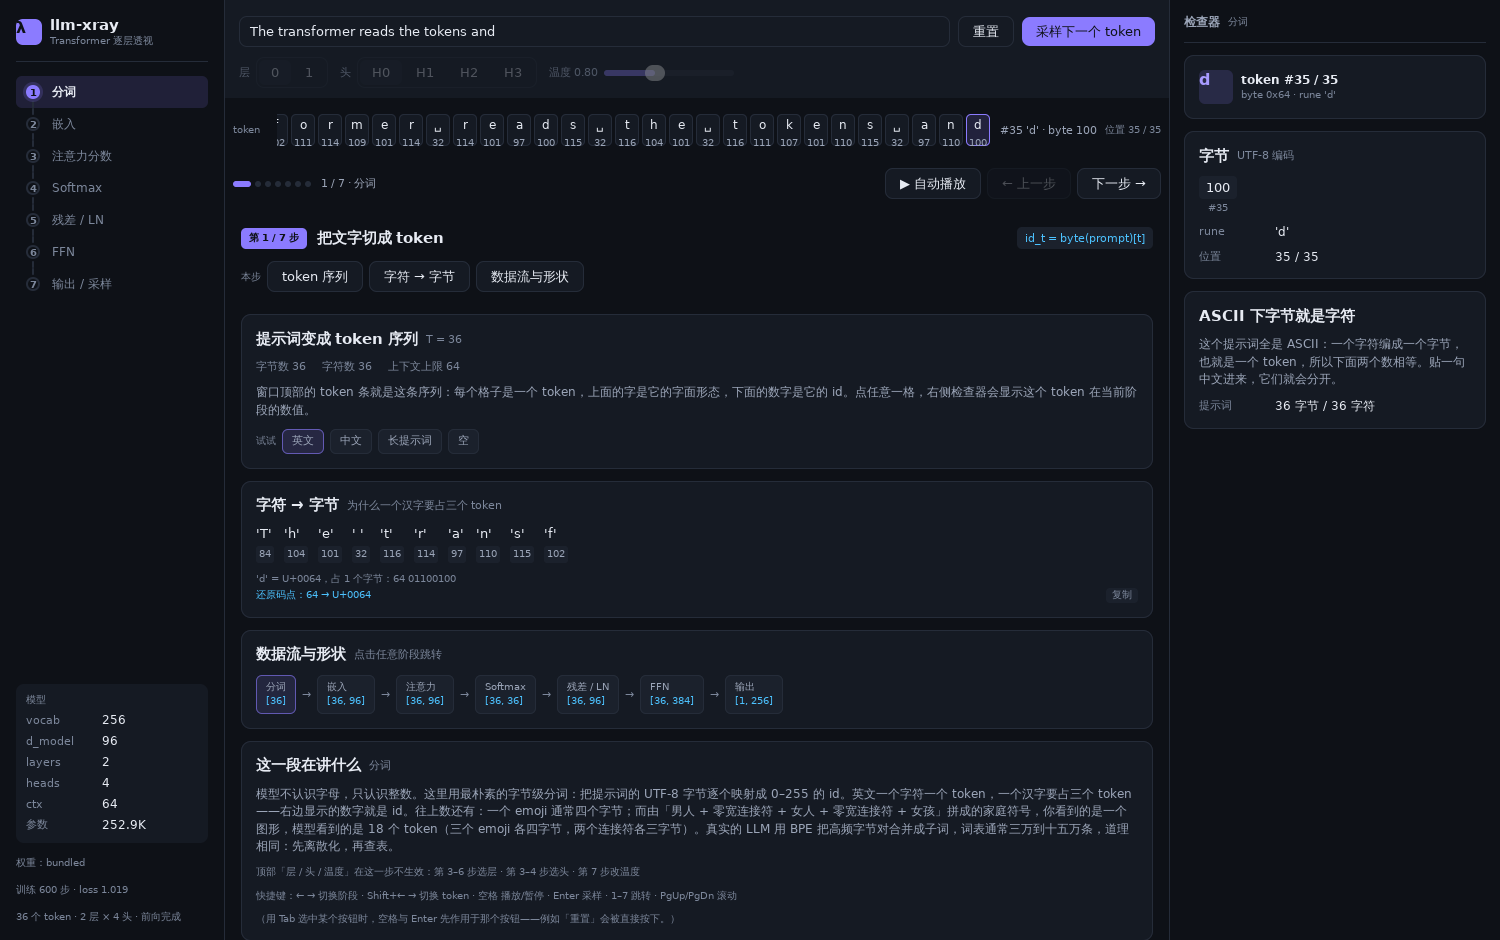 λ
llm-xray
Transformer 逐层透视
1 分词
2 嵌入
3 注意力分数
4 Softmax
5 残差 / LN
6 FFN
7 输出 / 采样
模型
vocab 256
d_model 96
layers 2
heads 4
ctx 64
参数 252.9K
权重：bundled
训练 600 步 · loss 1.019
36 个 token · 2 层 × 4 头 · 前向完成
The transformer reads the tokens and
重置
采样下一个 token
层 0 1 头 H0 H1 H2 H3 温度 0.80
token
o r m e r ␣ r e a d s ␣ t h e ␣ t o k e n s ␣ a n d
02 111 114 109 101 114 32 114 101 97 100 115 32 116 104 101 32 116 111 107 101 110 115 32 97 110 100
#35 'd' · byte 100 位置 35 / 35
1 / 7 · 分词
▶ 自动播放
← 上一步
下一步 →
第 1 / 7 步 把文字切成 token
id_t = byte(prompt)[t]
本步 token 序列 字符 → 字节 数据流与形状
提示词变成 token 序列 T = 36
字节数 36 字符数 36 上下文上限 64
窗口顶部的 token 条就是这条序列：每个格子是一个 token，上面的字是它的字面形态，下面的数字是它的 id。点任意一格，右侧检查器会显示这个 token 在当前阶
段的数值。
试试 英文 中文 长提示词 空
字符 → 字节 为什么一个汉字要占三个 token
'T' 'h' 'e' ' ' 't' 'r' 'a' 'n' 's' 'f'
84 104 101 32 116 114 97 110 115 102
'd' = U+0064，占 1 个字节：64 01100100
还原码点：64 → U+0064
复制
数据流与形状 点击任意阶段跳转
分词 → 嵌入 → 注意力 → Softmax → 残差 / LN → FFN → 输出
[36] [36, 96] [36, 96] [36, 36] [36, 96] [36, 384] [1, 256]
这一段在讲什么 分词
模型不认识字母，只认识整数。这里用最朴素的字节级分词：把提示词的 UTF-8 字节逐个映射成 0–255 的 id。英文一个字符一个 token，一个汉字要占三个 token
——右边显示的数字就是 id。往上数还有：一个 emoji 通常四个字节；而由「男人 + 零宽连接符 + 女人 + 零宽连接符 + 女孩」拼成的家庭符号，你看到的是一个
图形，模型看到的是 18 个 token（三个 emoji 各四字节，两个连接符各三字节）。真实的 LLM 用 BPE 把高频字节对合并成子词，词表通常三万到十五万条，道理
相同：先离散化，再查表。
顶部「层 / 头 / 温度」在这一步不生效：第 3–6 步选层 · 第 3–4 步选头 · 第 7 步改温度
快捷键：← → 切换阶段 · Shift+← → 切换 token · 空格 播放/暂停 · Enter 采样 · 1–7 跳转 · PgUp/PgDn 滚动
（用 Tab 选中某个按钮时，空格与 Enter 先作用于那个按钮——例如「重置」会被直接按下。）
检查器 分词
d
token #35 / 35
byte 0x64 · rune 'd'
字节 UTF-8 编码
100
#35
rune 'd'
位置 35 / 35
ASCII 下字节就是字符
这个提示词全是 ASCII：一个字符编成一个字节，
也就是一个 token，所以下面两个数相等。贴一句
中文进来，它们就会分开。
提示词 36 字节 / 36 字符